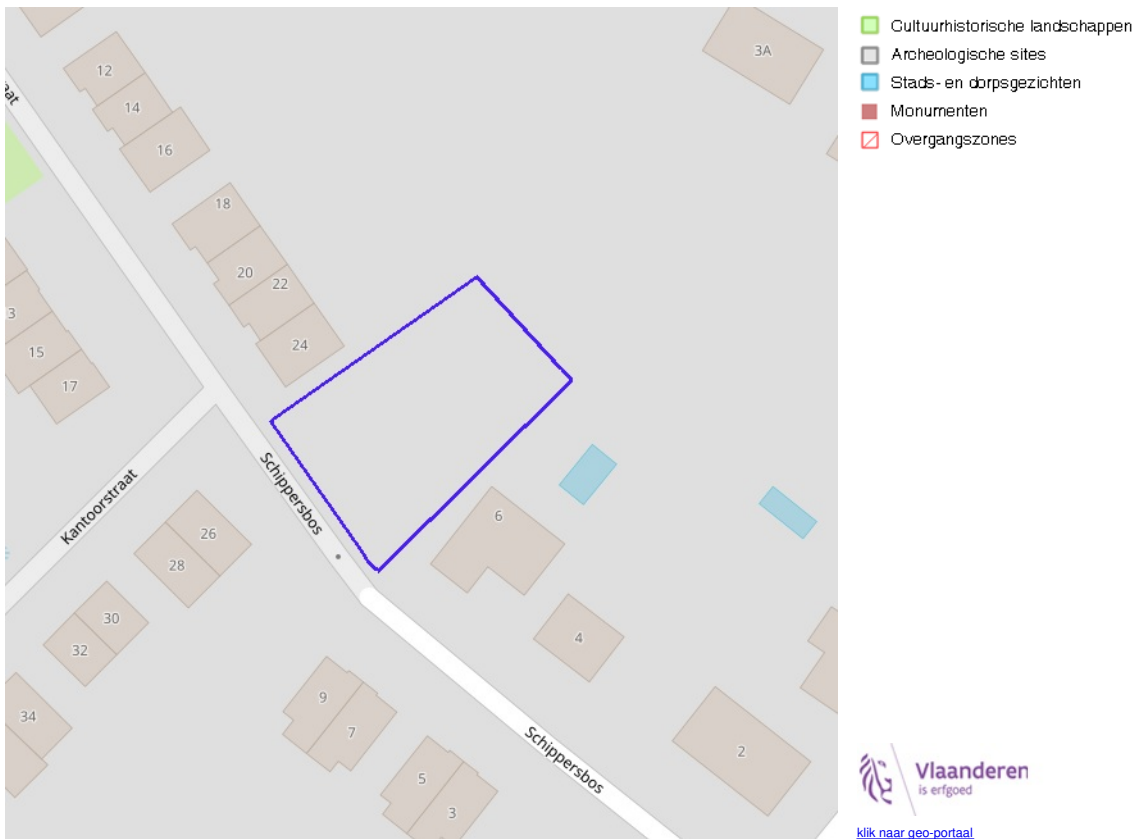 Cultuurhistorische landschappen
Archeologische sites
Stads- en dorpsgezichten
Monumenten
Overgangszones
3A
12
14
16
aat
18
20
22
24
3
15
17
Schippersbos
Kantoorstraat
26
28
30
32
34
6
4
9
7
5
3
2
Schippersbos
Vlaanderen
is erfgoed
klik naar geo-portaal